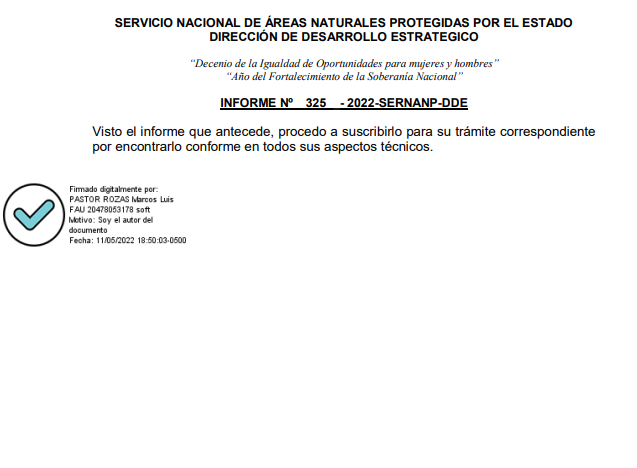 SERVICIO NACIONAL DE ÁREAS NATURALES PROTEGIDAS POR EL ESTADO
DIRECCIÓN DE DESARROLLO ESTRATEGICO
“Decenio de la Igualdad de Oportunidades para mujeres y hombres”
“Año del Fortalecimiento de la Soberanía Nacional”
INFORME Nº 325 - 2022-SERNANP-DDE
Visto el informe que antecede, procedo a suscribirlo para su trámite correspondiente
por encontrarlo conforme en todos sus aspectos técnicos.
Firmado digitalmente por:
PASTOR ROZAS Marcos Luis
FAU 20478053178 soft
Motivo: Soy el autor del
documento
Fecha: 11/05/2022 18:50:03-0500